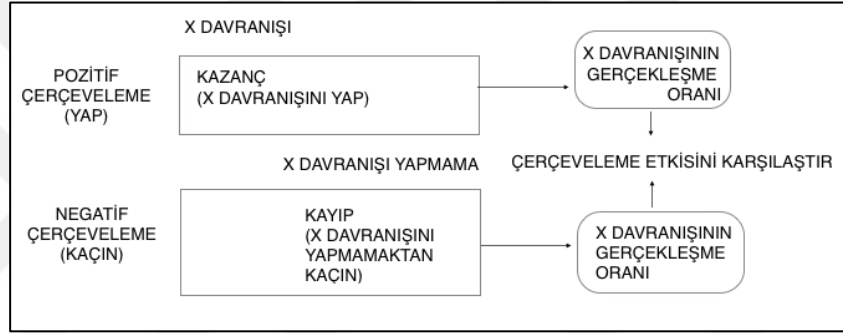 X DAVRANIŞI
POZİTİF
ÇERÇEVELEME
(YAP)
KAZANÇ
(X DAVRANIŞINI YAP)
X DAVRANIŞININ
GERÇEKLEŞME
ORANI
X DAVRANIŞI YAPMAMA
ÇERÇEVELEME ETKİSİNİ KARŞILAŞTIR
NEGATİF
ÇERÇEVELEME
(KAÇIN)
KAYIP
(X DAVRANIŞINI
YAPMAMAKTAN
KAÇIN)
X DAVRANIŞININ
GERÇEKLEŞME
ORANI